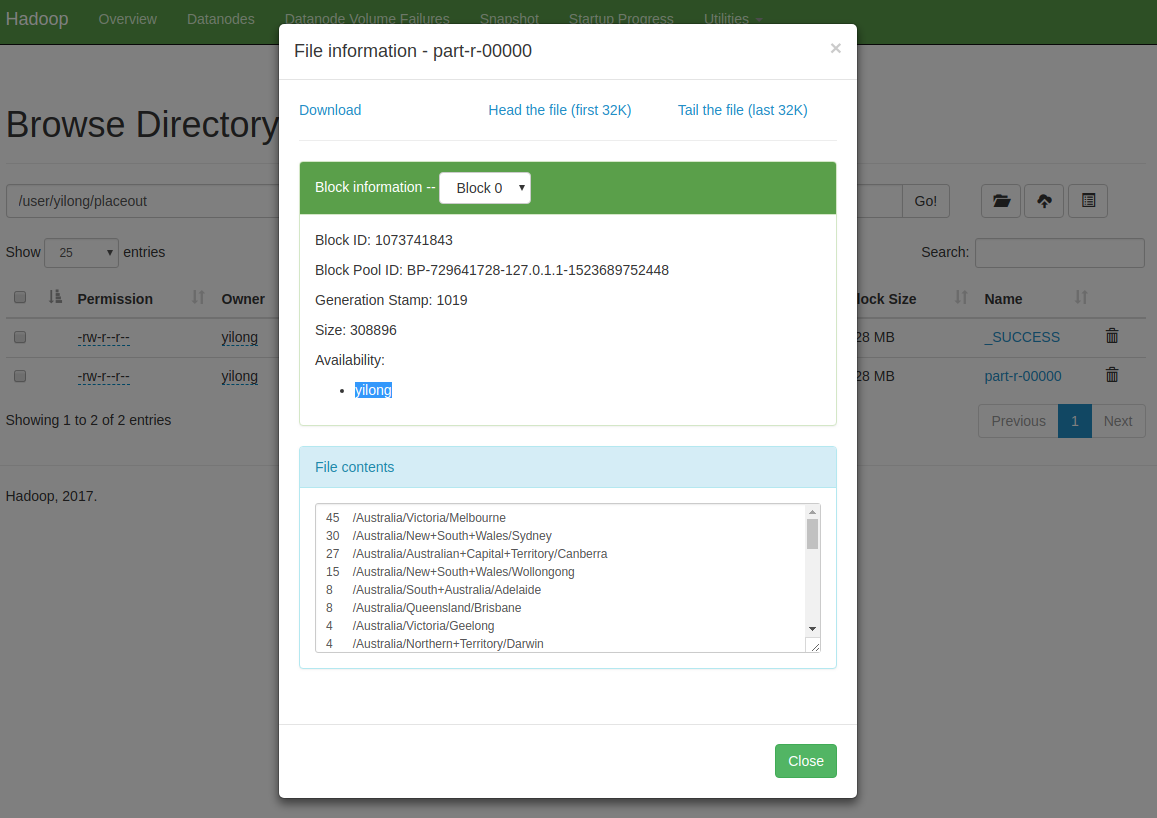 Hadoop Overview Datanodes Datanode Volume Failures Snapshot Startup Progress Utilities
File information - part-r-00000 ×
Download Head the file (first 32K) Tail the file (last 32K)
Browse Directory
Block information -- Block 0
/user/yilong/placeout Go!
Block ID: 1073741843
Show 25 entries Search:
Block Pool ID: BP-729641728-127.0.1.1-1523689752448
Permission Owner lock Size Name
Generation Stamp: 1019
Size: 308896
-rw-r--r-- yilong 28 MB _SUCCESS
Availability:
-rw-r--r-- yilong 28 MB part-r-00000
• yilong
Showing 1 to 2 of 2 entries Previous 1 Next
File contents
Hadoop, 2017.
45 /Australia/Victoria/Melbourne
30 /Australia/New+South+Wales/Sydney
27 /Australia/Australian+Capital+Territory/Canberra
15 /Australia/New+South+Wales/Wollongong
8 /Australia/South+Australia/Adelaide
8 /Australia/Queensland/Brisbane
4 /Australia/Victoria/Geelong
4 /Australia/Northern+Territory/Darwin
Close